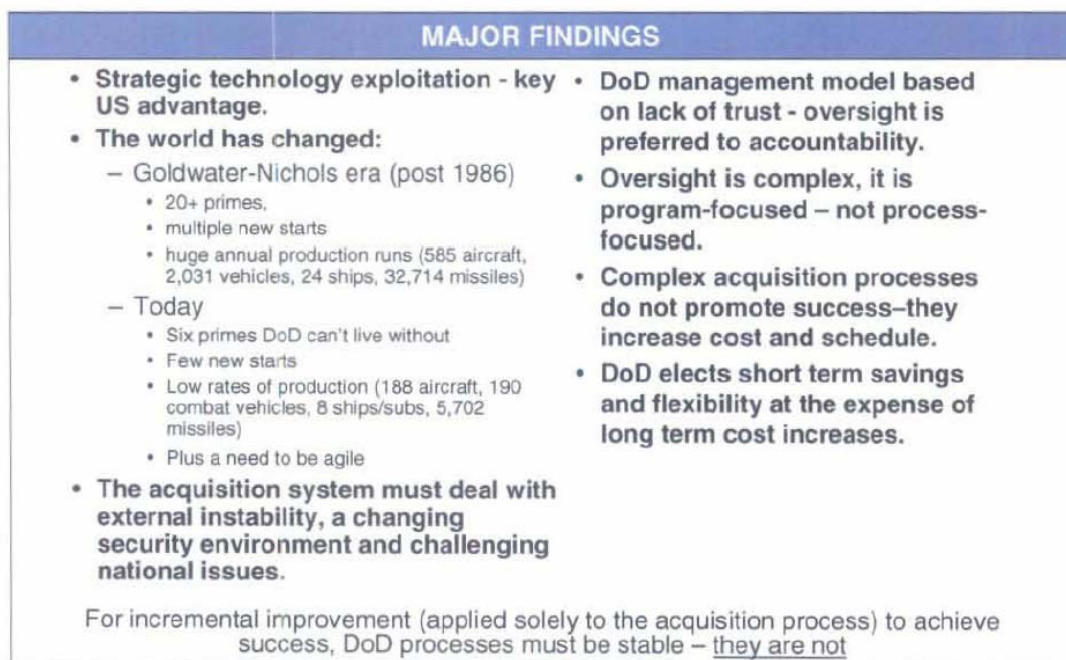 MAJOR FINDINGS
• Strategic technology exploitation - key
US advantage.
• The world has changed:
– Goldwater-Nichols era (post 1986)
• 20+ primes,
• multiple new starts
• huge annual production runs (585 aircraft,
2,031 vehicles, 24 ships, 32,714 missiles)
– Today
• Six primes DoD can't live without
• Few new starts
• Low rates of production (188 aircraft, 190
combat vehicles, 8 ships/subs, 5,702
missiles)
• Plus a need to be agile
• The acquisition system must deal with
external instability, a changing
security environment and challenging
national issues.
• DoD management model based
on lack of trust - oversight is
preferred to accountability.
• Oversight is complex, it is
program-focused – not process-
focused.
• Complex acquisition processes
do not promote success–they
increase cost and schedule.
• DoD elects short term savings
and flexibility at the expense of
long term cost increases.
For incremental improvement (applied solely to the acquisition process) to achieve
success, DoD processes must be stable – they are not